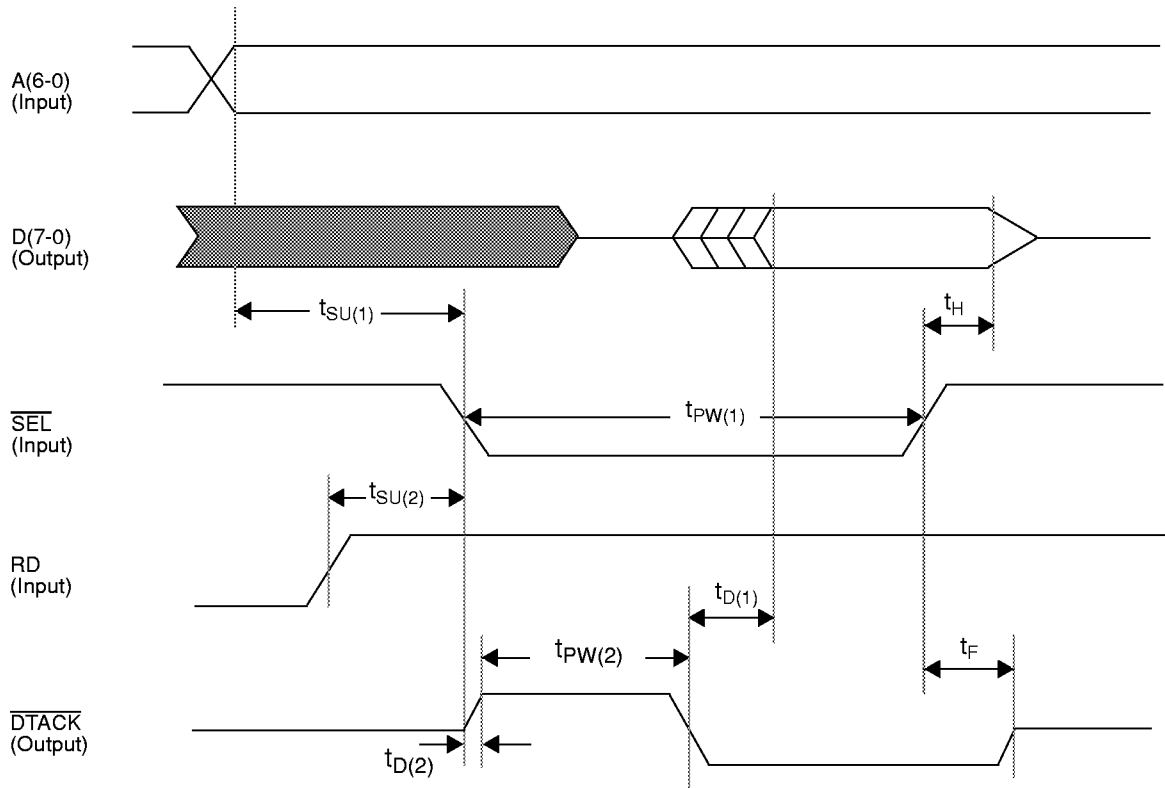 A(6-0)
(Input)
D(7-0)
(Output)
tSU(1)
tH
SEL
(Input)
tPW(1)
tSU(2)
RD
(Input)
tD(1)
tPW(2)
tF
DTACK
(Output)
tD(2)